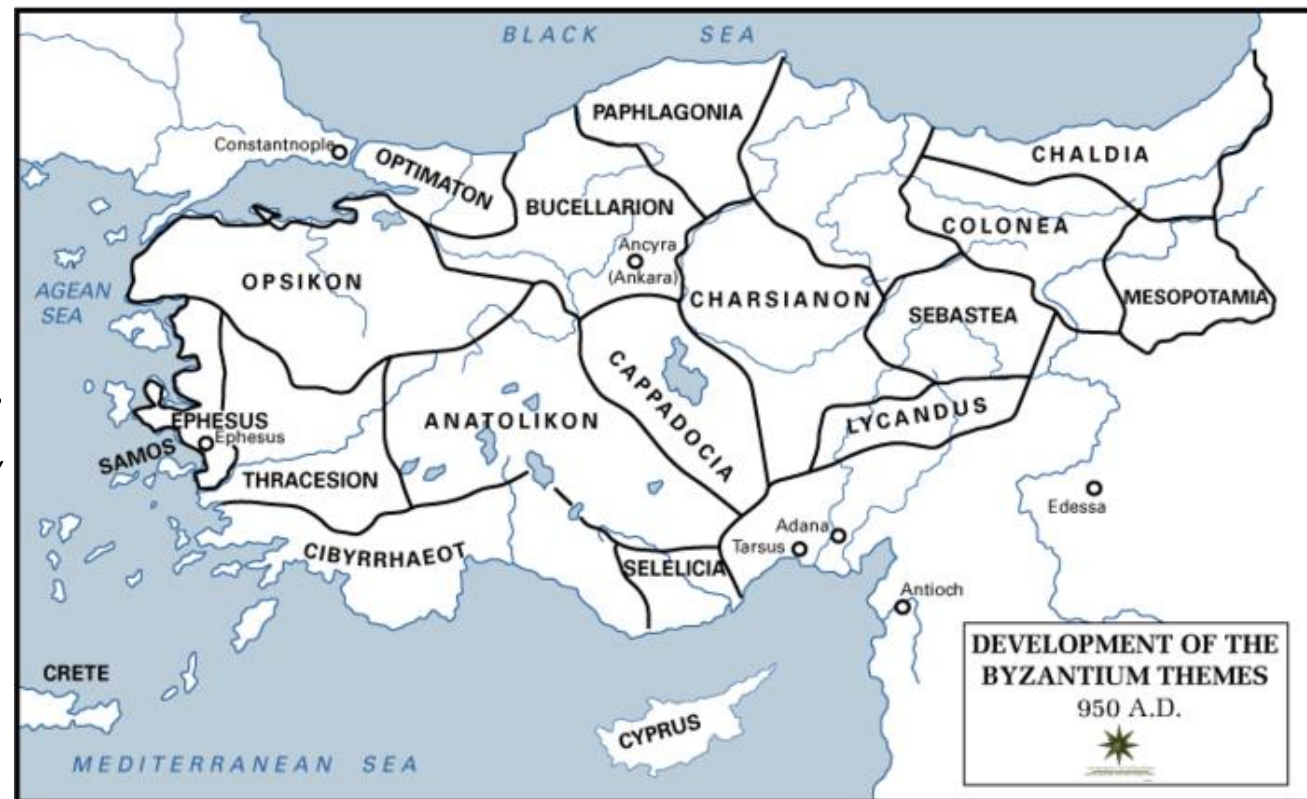 BLACK SEA
PAPHLAGONIA
Constantnople
OPTIMATON
CHALDIA
BUCELLARION
COLONEA
Ancyra
(Ankara)
OPSIKON
AGEAN
SEA
CHARSIANON
MESOPOTAMIA
SEBASTEA
CAPPADOCIA
LYCANDUS
EPHESUS
Ephesus
ANATOLIKON
SAMOS
THRACESION
Edessa
Adana
Tarsus
CIBYRRHAEOT
SELELICIA
Antioch
DEVELOPMENT OF THE
BYZANTIUM THEMES
950 A.D.
CRETE
CYPRUS
MEDITERRANEAN SEA